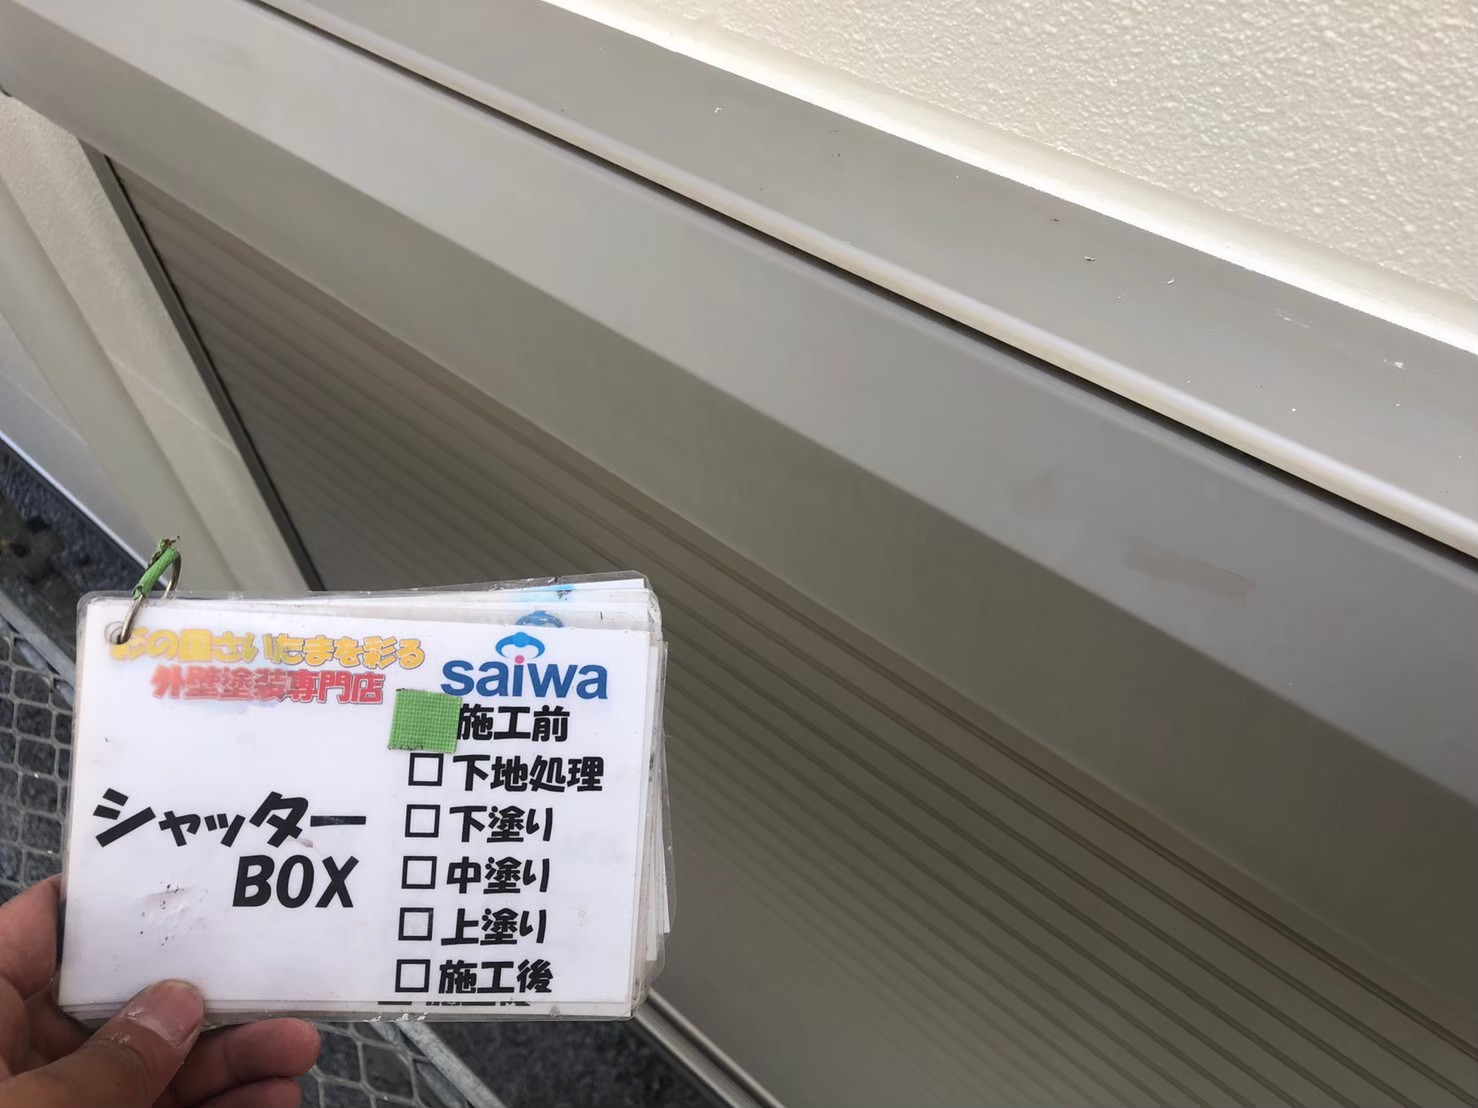 彩の国さいたまを彩る
外壁塗装専門店
saiwa
施工前
□下地処理
□下塗り
シャッター
BOX
□中塗り
□上塗り
□施工後